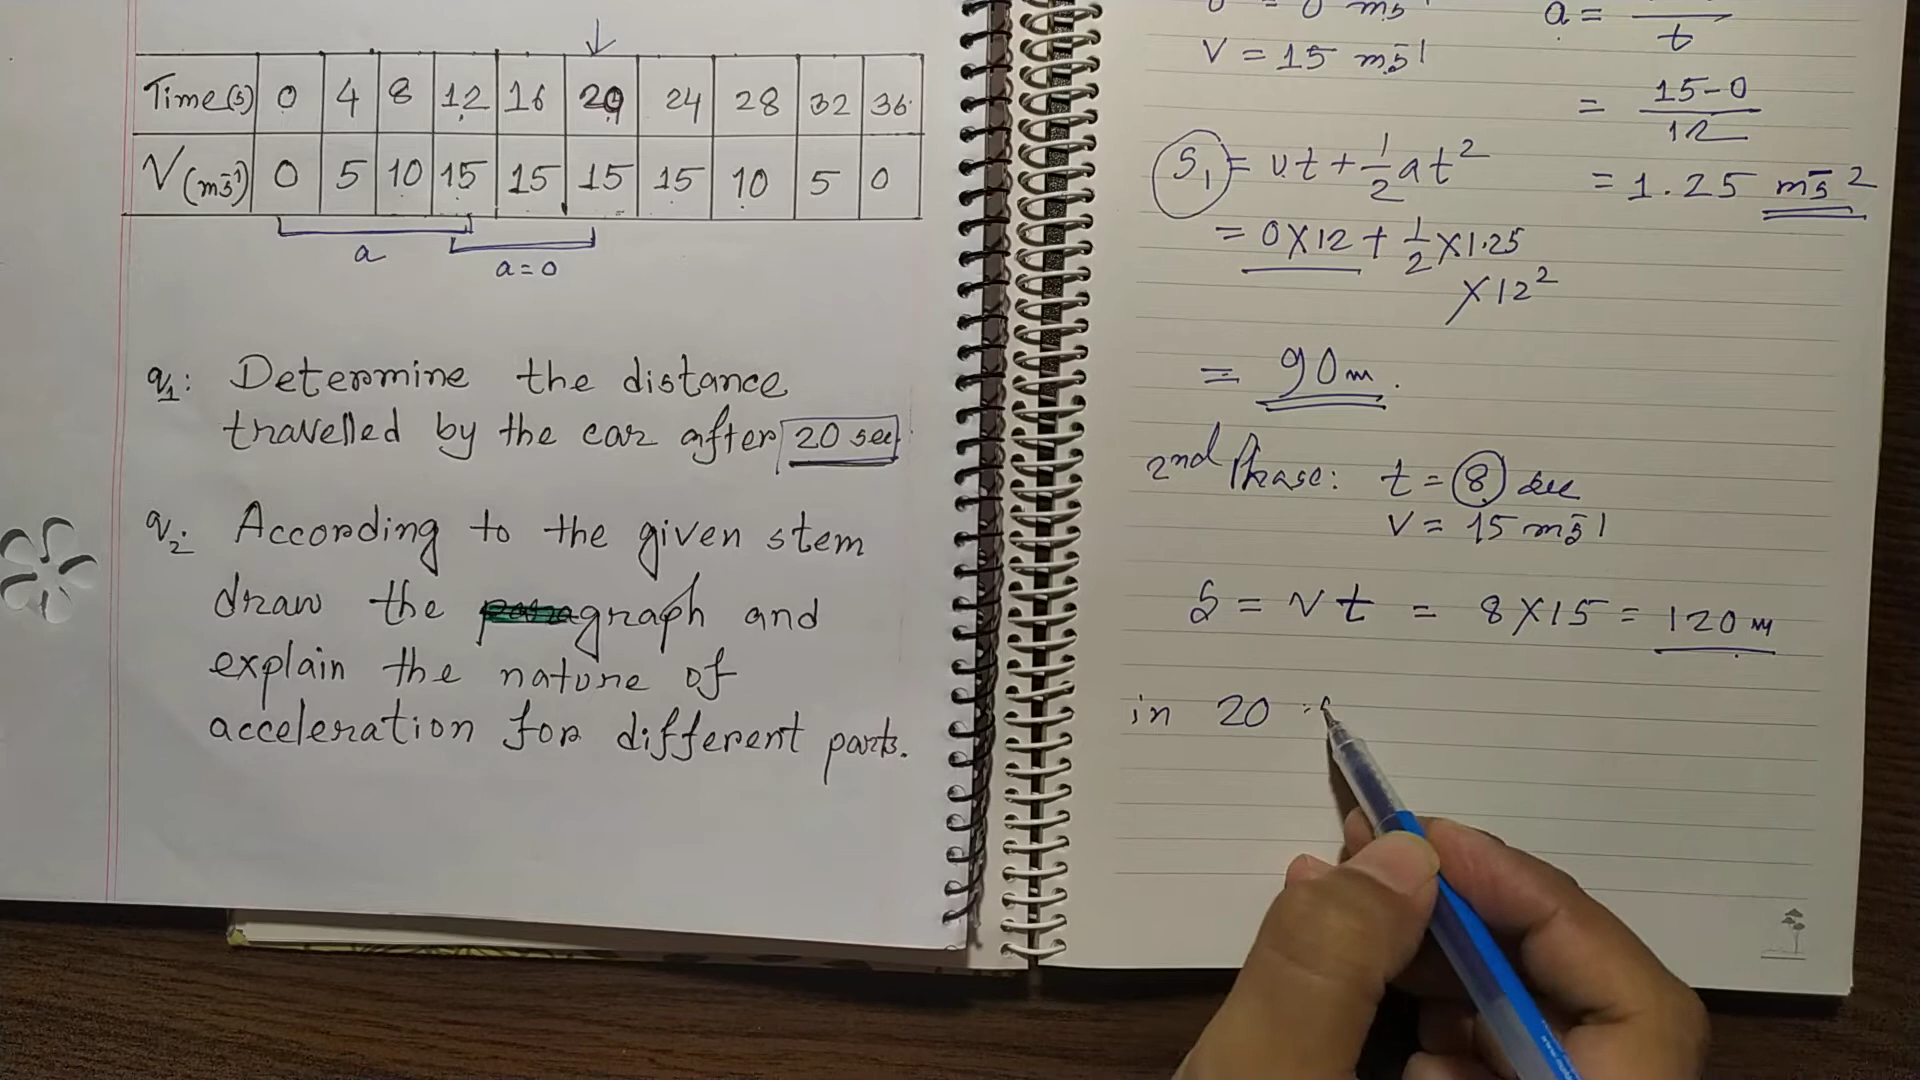 Time(s) 0 4 8 12 16 20 24 28 32 36
V(ms⁻¹) 0 5 10 15 15 15 15 10 5 0
a
a=0
q₁: Determine the distance
travelled by the car after 20 sec
q₂: According to the given stem
draw the graph and
explain the nature of
acceleration for different parts.
V = 15 ms⁻¹
a =
t
= 15-0
12
= 1.25 ms⁻²
S₁ = ut + 1/2 at²
= 0×12 + 1/2 ×1.25
×12²
= 90m.
2nd Phase: t = 8 sec
V = 15 ms⁻¹
S = vt = 8×15 = 120m
in 20